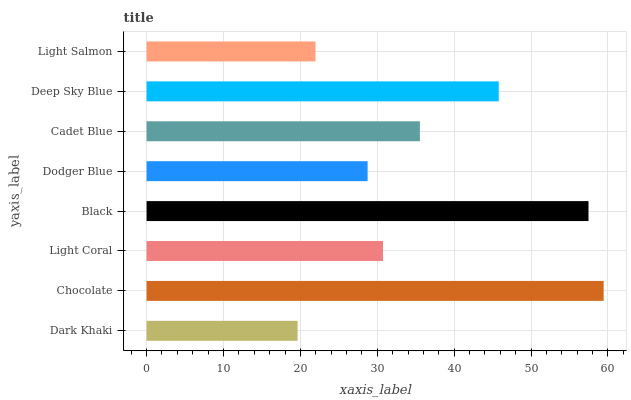 title
Light Salmon
Deep Sky Blue
Cadet Blue
Dodger Blue
Black
Light Coral
Chocolate
Dark Khaki
yaxis_label
0 10 20 30 40 50 60
xaxis_label